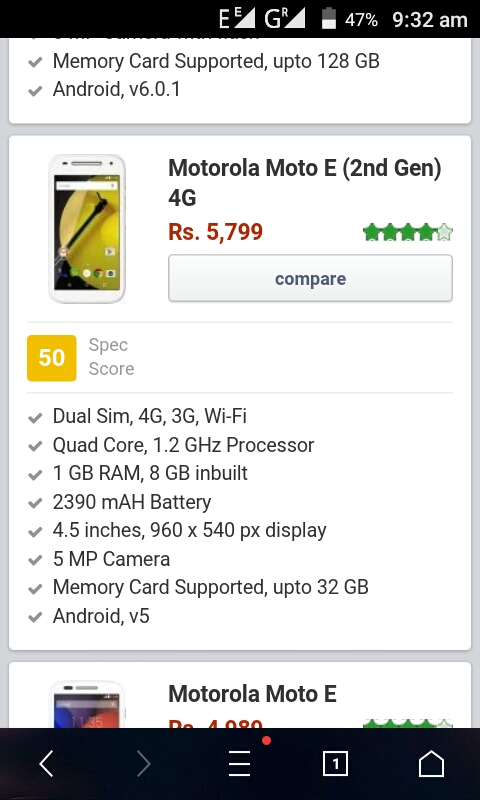 E E G R 47% 9:32 am
Memory Card Supported, upto 128 GB
Android, v6.0.1
Motorola Moto E (2nd Gen)
4G
Rs. 5,799
compare
50 Spec
Score
Dual Sim, 4G, 3G, Wi-Fi
Quad Core, 1.2 GHz Processor
1 GB RAM, 8 GB inbuilt
2390 mAH Battery
4.5 inches, 960 x 540 px display
5 MP Camera
Memory Card Supported, upto 32 GB
Android, v5
Motorola Moto E
11:35
Rs. 4,989
1